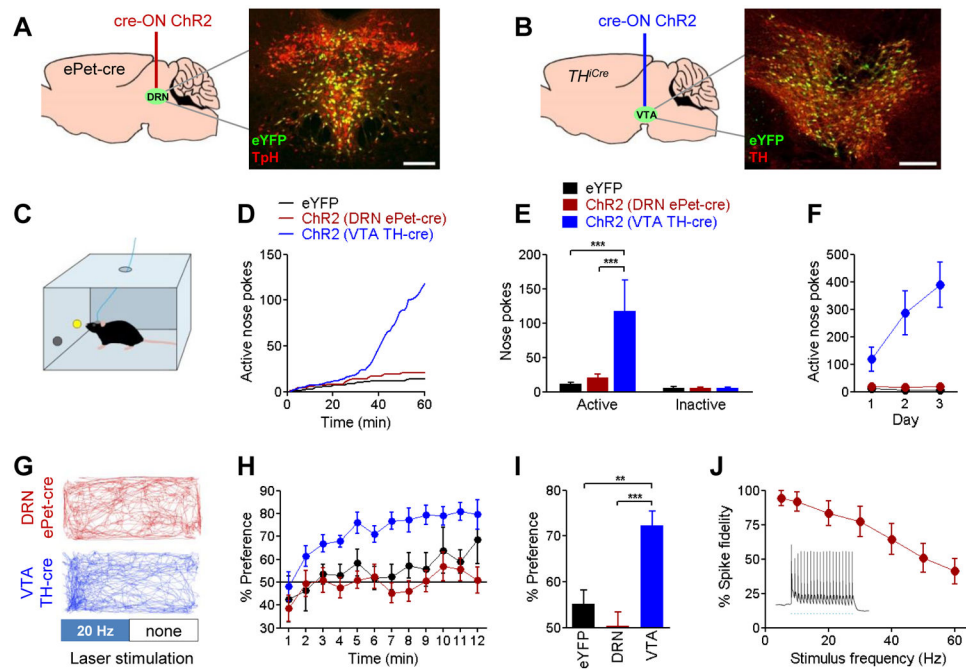 A
cre-ON ChR2
ePet-cre
DRN
eYFP
TpH
B
cre-ON ChR2
THiCre
VTA
eYFP
TH
C
D
eYFP
ChR2 (DRN ePet-cre)
ChR2 (VTA TH-cre)
Active nose pokes
150
100
50
0
0 20 40 60
Time (min)
E
eYFP
ChR2 (DRN ePet-cre)
ChR2 (VTA TH-cre)
Nose pokes
200
150
100
50
0
***
***
Active Inactive
F
Active nose pokes
500
400
300
200
100
0
1 2 3
Day
G
DRN
ePet-cre
VTA
TH-cre
20 Hz none
Laser stimulation
H
% Preference
90
80
70
60
50
40
30
1 2 3 4 5 6 7 8 9 10 11 12
Time (min)
I
% Preference
80
70
60
50
**
***
eYFP
DRN
VTA
J
% Spike fidelity
100
75
50
25
0
0 10 20 30 40 50 60
Stimulus frequency (Hz)